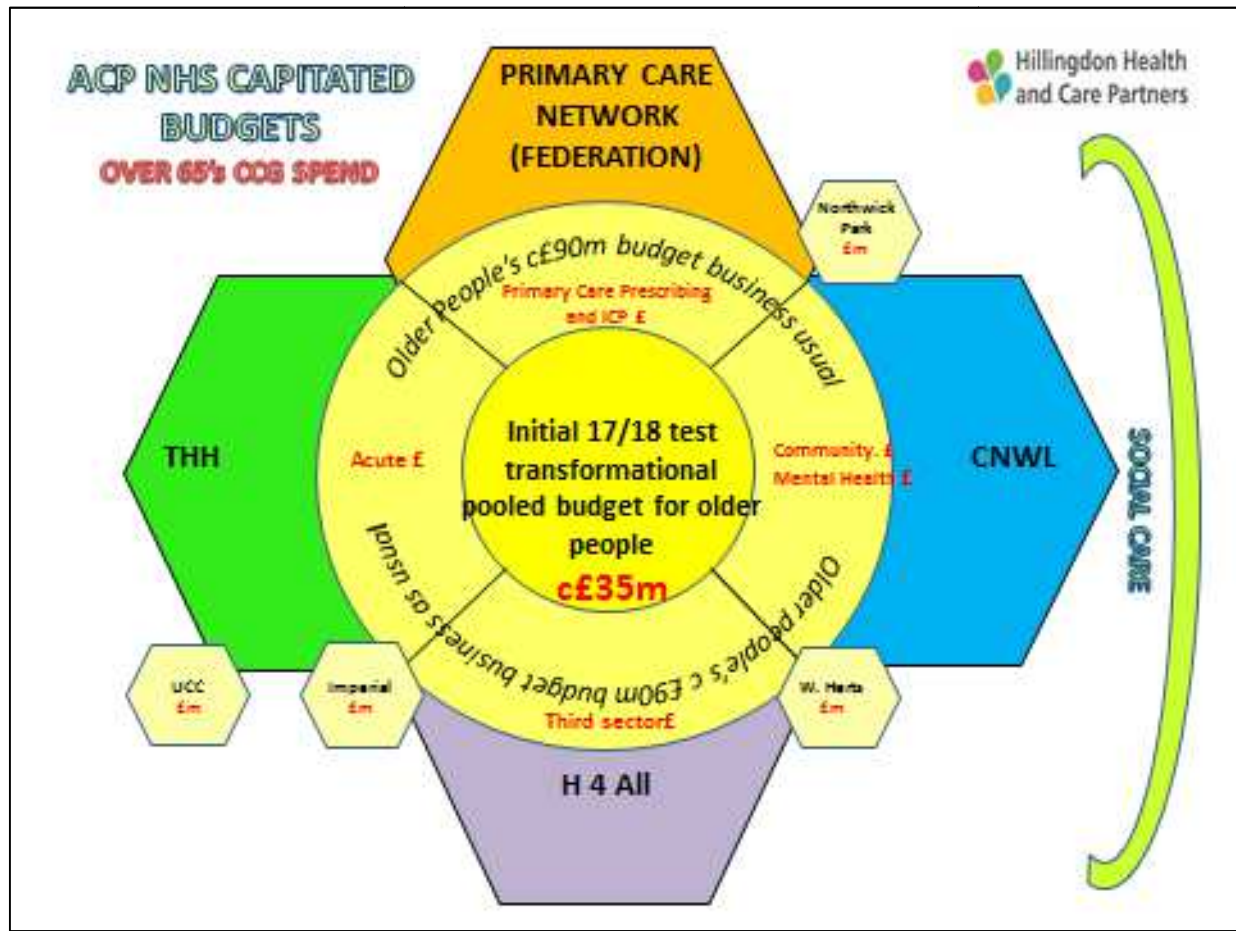 ACP NHS CAPITATED
BUDGETS
OVER 65's CCG SPEND
Hillingdon Health
and Care Partners
PRIMARY CARE
NETWORK
(FEDERATION)
Northwick
Park
£m
Older People's c£90m budget business usual
Primary Care Prescribing
and ICP £
THH
Acute £
Initial 17/18 test
transformational
pooled budget for older
people
c£35m
Community. £
Mental Health £
CNWL
SOCIAL CARE
Older people's c £90m budget business as usual
UCC
£m
Imperial
£m
W. Herts
£m
Third sector£
H 4 All